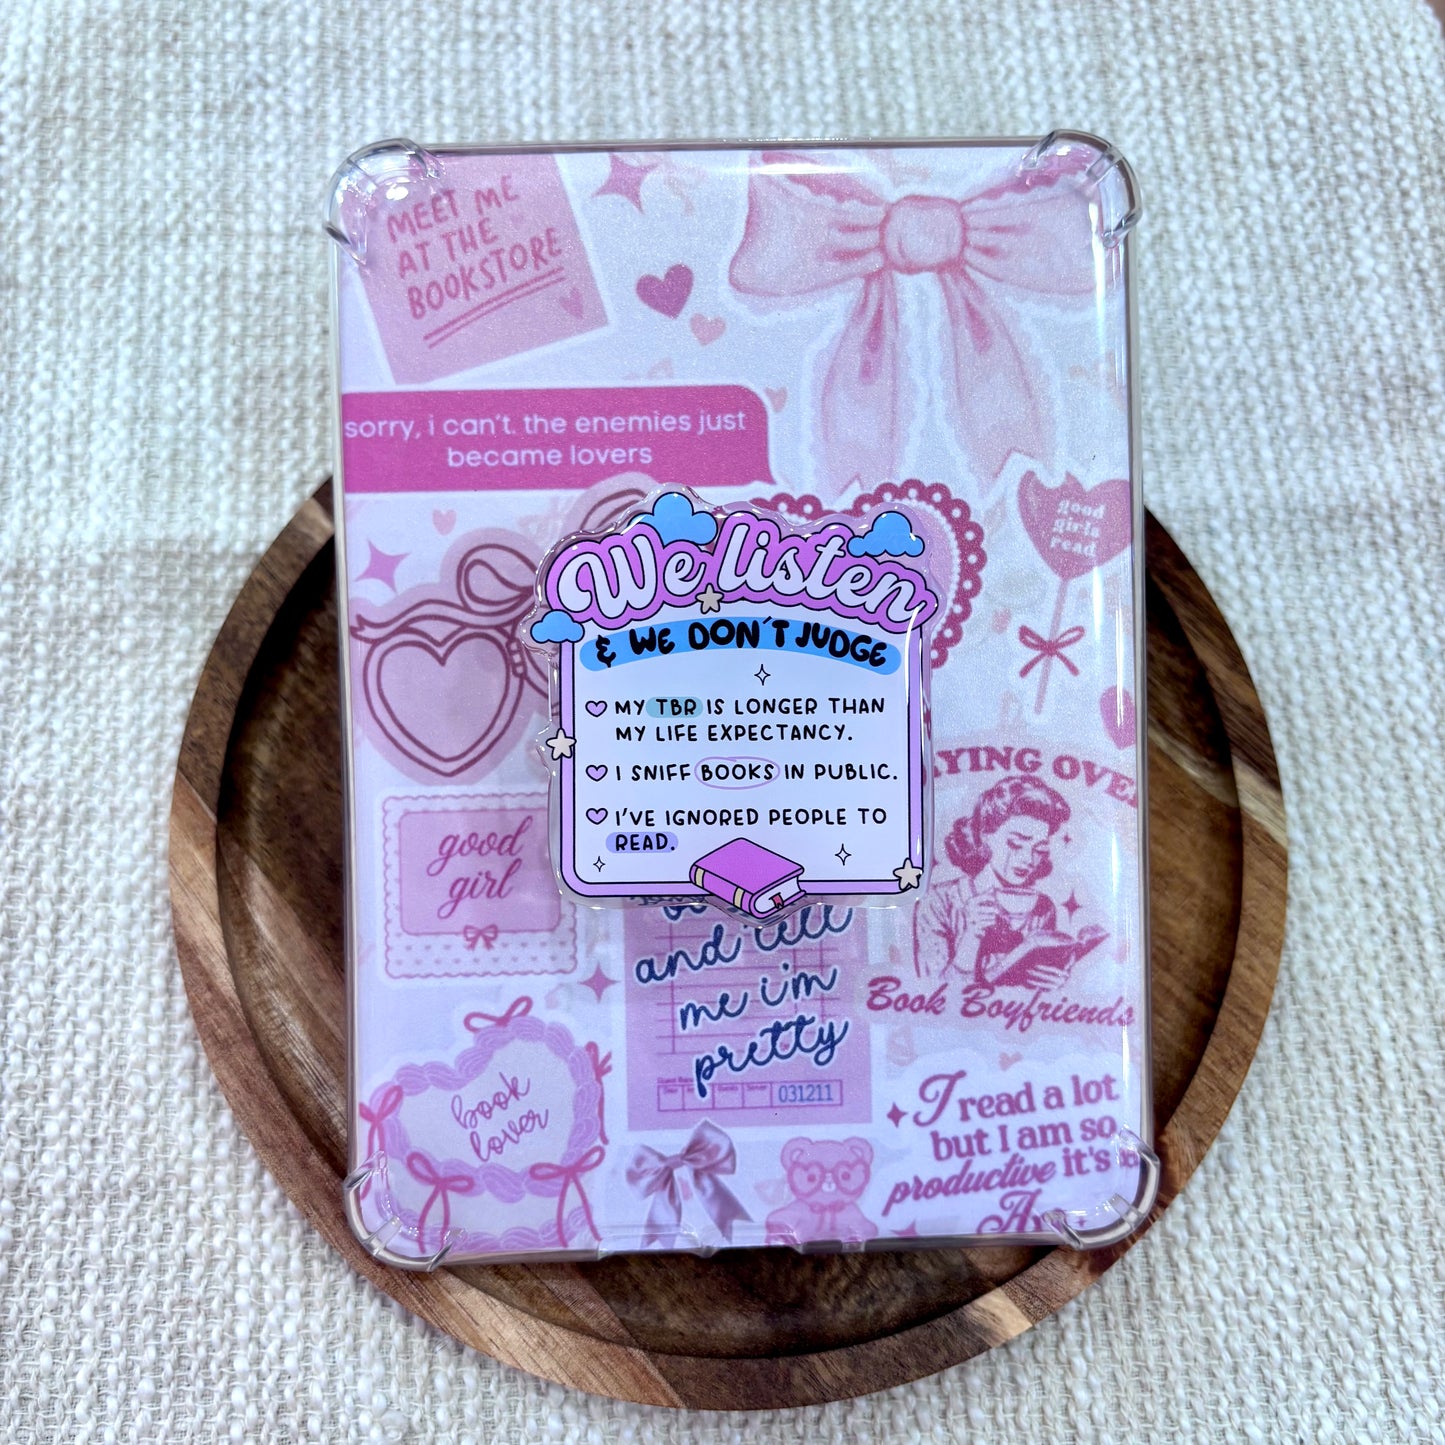 MEET ME
AT THE
BOOKSTORE
sorry, i can't. the enemies just
became lovers
good
girls
read
We listen
& WE DON'T JUDGE
MY TBR IS LONGER THAN
MY LIFE EXPECTANCY.
I SNIFF BOOKS IN PUBLIC.
I'VE IGNORED PEOPLE TO
READ.
good
girl
and tell
me i'm
pretty
031211
OVER
Book Boyfriends
book
lover
I read a lot
but I am so
productive it's